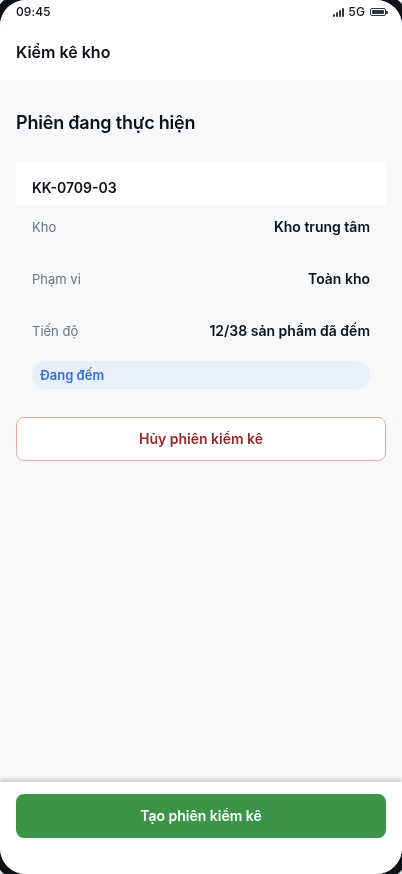 09:45
5G
Kiểm kê kho
Phiên đang thực hiện
KK-0709-03
Kho
Kho trung tâm
Phạm vi
Toàn kho
Tiến độ
12/38 sản phẩm đã đếm
Đang đếm
Hủy phiên kiểm kê
Tạo phiên kiểm kê